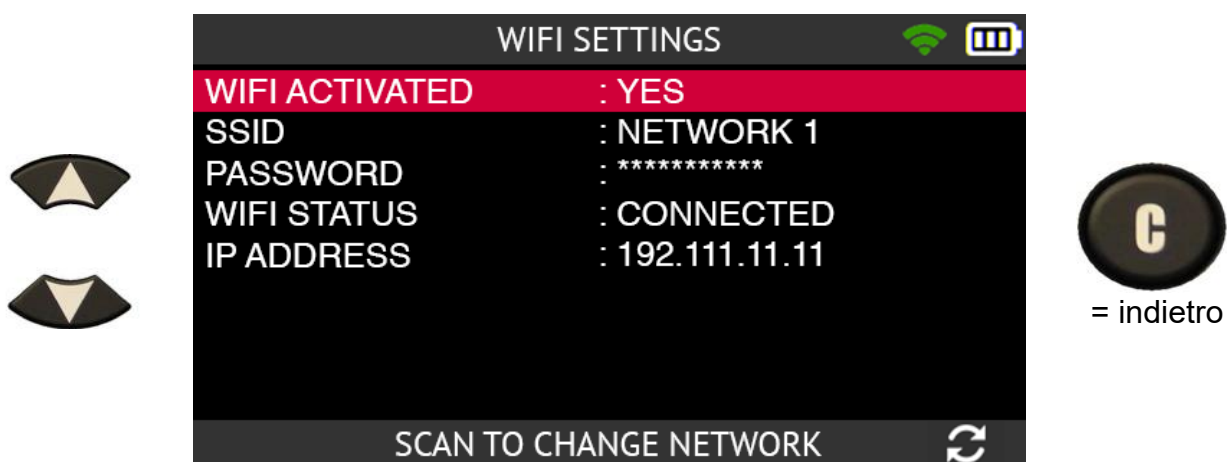 WIFI SETTINGS
WIFI ACTIVATED : YES
SSID : NETWORK 1
PASSWORD : ***********
WIFI STATUS : CONNECTED
IP ADDRESS : 192.111.11.11
SCAN TO CHANGE NETWORK
C
= indietro